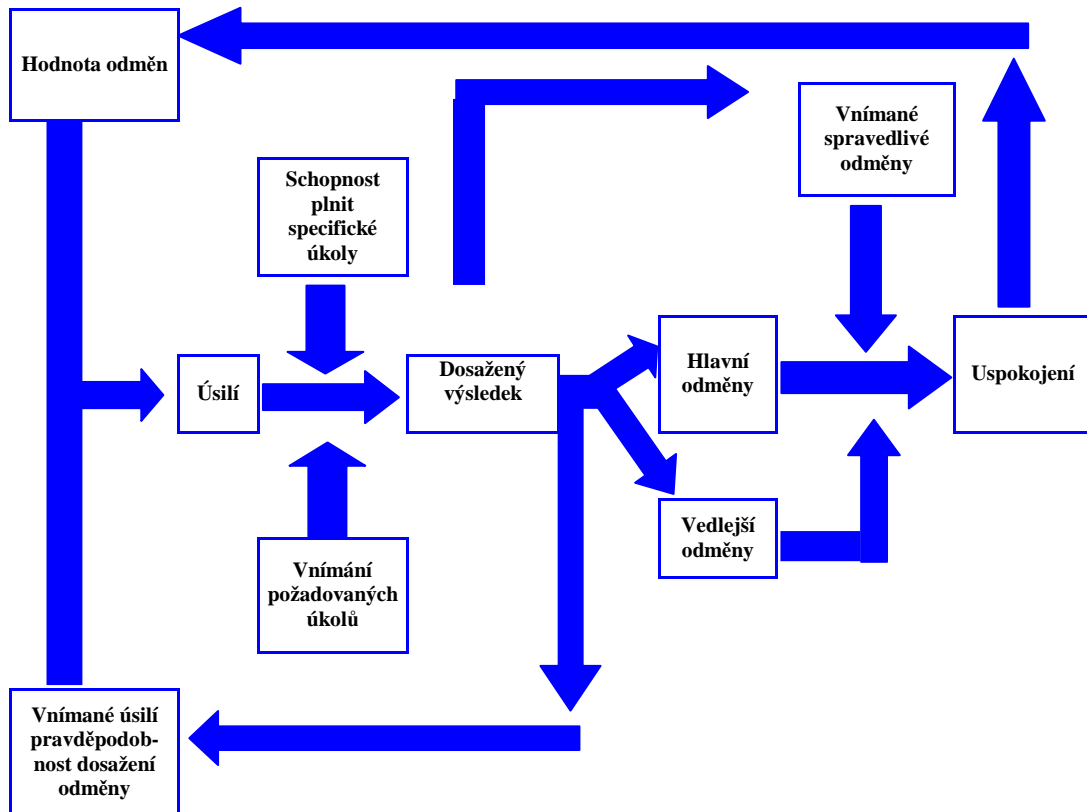 Hodnota odměn
Vnímané
spravedlivé
odměny
Schopnost
plnit
specifické
úkoly
Úsilí
Dosažený
výsledek
Hlavní
odměny
Uspokojení
Vedlejší
odměny
Vnímání
požadovaných
úkolů
Vnímané úsilí
pravděpodob-
nost dosažení
odměny